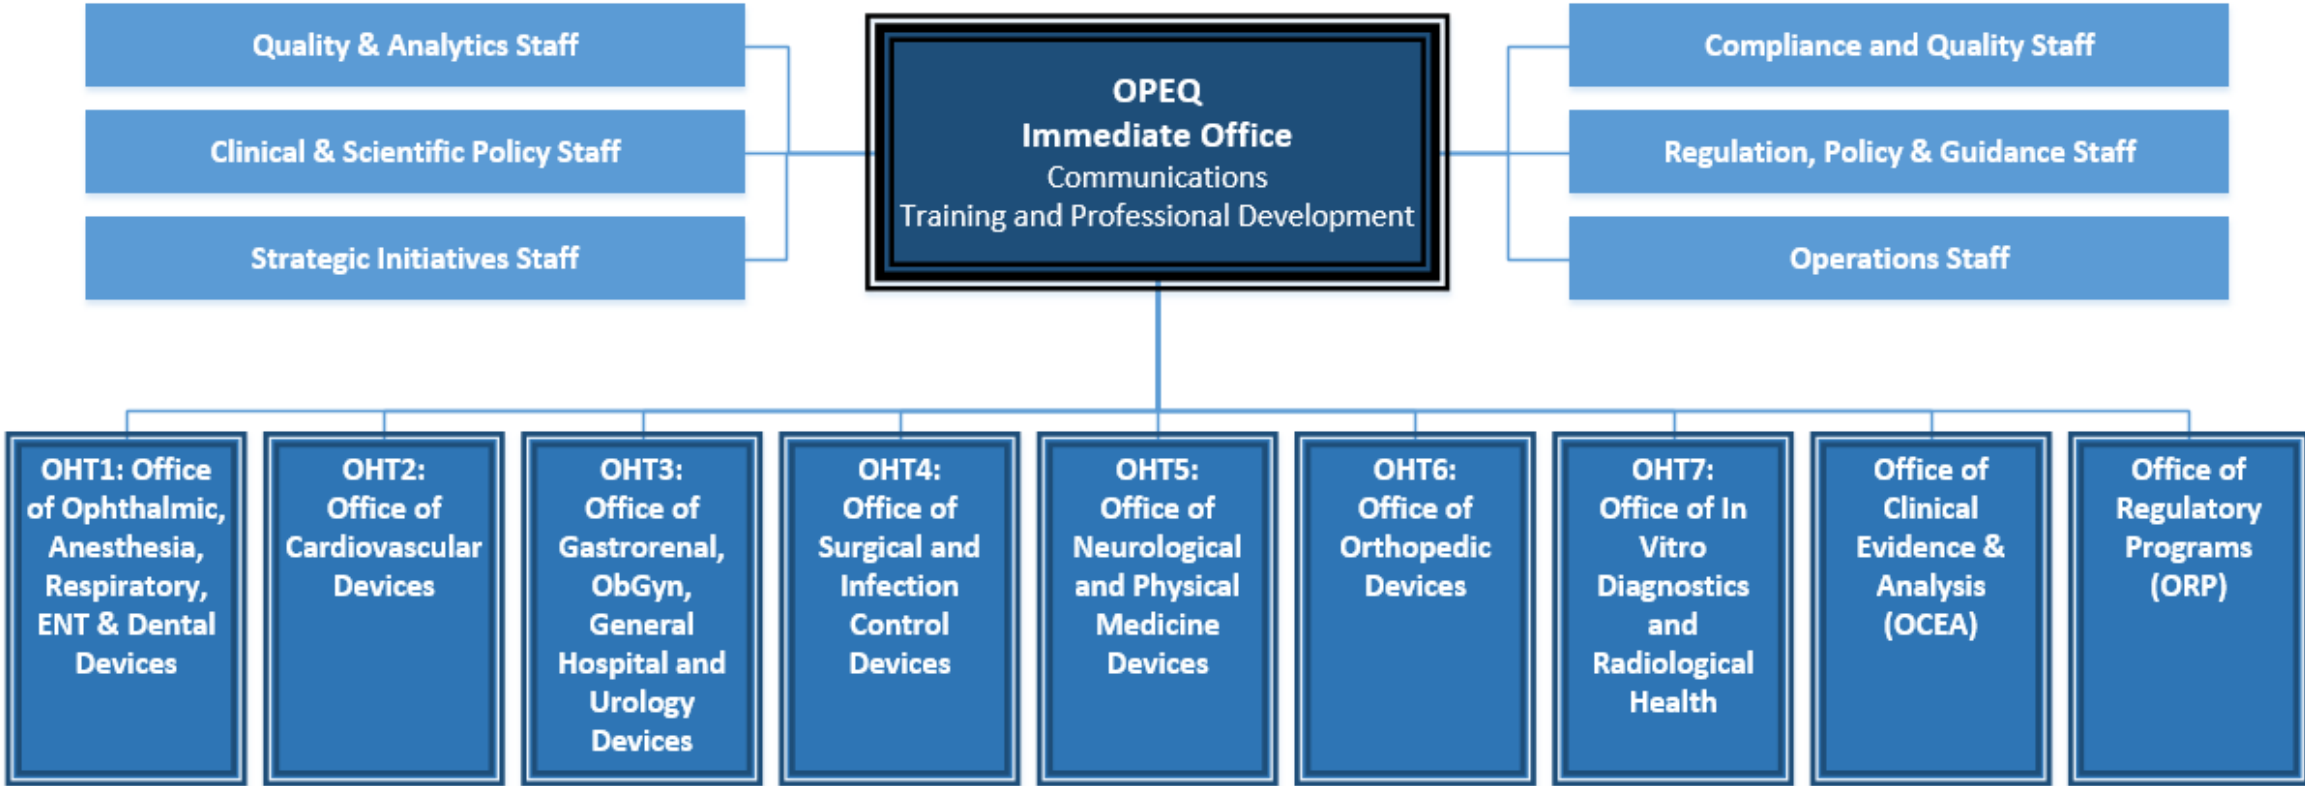 Quality & Analytics Staff
Clinical & Scientific Policy Staff
Strategic Initiatives Staff
OPEQ
Immediate Office
Communications
Training and Professional Development
Compliance and Quality Staff
Regulation, Policy & Guidance Staff
Operations Staff
OHT1: Office
of Ophthalmic,
Anesthesia,
Respiratory,
ENT & Dental
Devices
OHT2:
Office of
Cardiovascular
Devices
OHT3:
Office of
Gastrorenal,
ObGyn,
General
Hospital and
Urology
Devices
OHT4:
Office of
Surgical and
Infection
Control
Devices
OHT5:
Office of
Neurological
and Physical
Medicine
Devices
OHT6:
Office of
Orthopedic
Devices
OHT7:
Office of In
Vitro
Diagnostics
and
Radiological
Health
Office of
Clinical
Evidence &
Analysis
(OCEA)
Office of
Regulatory
Programs
(ORP)